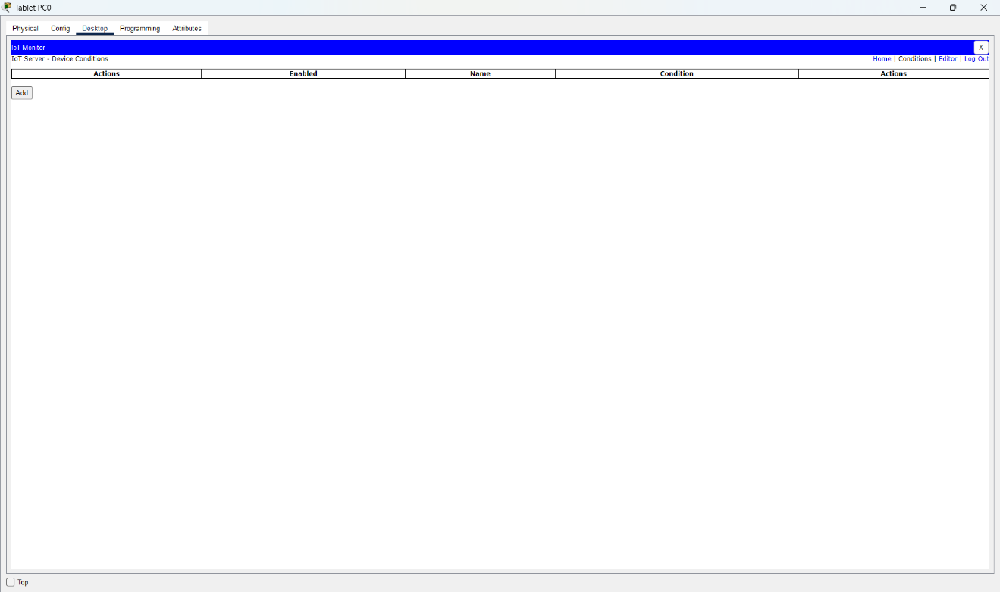 Tablet PC0
Physical Config Desktop Programming Attributes
IoT Monitor X
IoT Server - Device Conditions Home | Conditions | Editor | Log Out
Actions Enabled Name Condition Actions
Add
Top